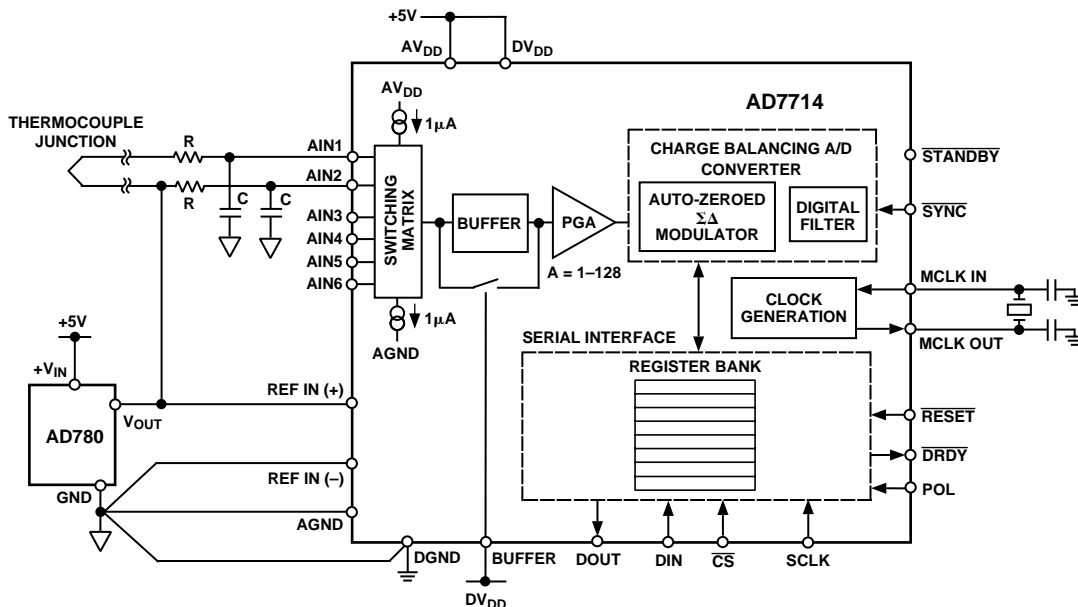 +5V
AVDD
DVDD
AD7714
AVDD
1µA
THERMOCOUPLE
JUNCTION
R
R
C
C
AIN1
AIN2
AIN3
AIN4
AIN5
AIN6
SWITCHING
MATRIX
BUFFER
PGA
A = 1–128
1µA
AGND
CHARGE BALANCING A/D
CONVERTER
AUTO-ZEROED
ΣΔ
MODULATOR
DIGITAL
FILTER
STANDBY
SYNC
CLOCK
GENERATION
MCLK IN
MCLK OUT
SERIAL INTERFACE
REGISTER BANK
RESET
DRDY
POL
+5V
+VIN
AD780
VOUT
GND
REF IN (+)
REF IN (–)
AGND
DGND
BUFFER
DVDD
DOUT
DIN
CS
SCLK